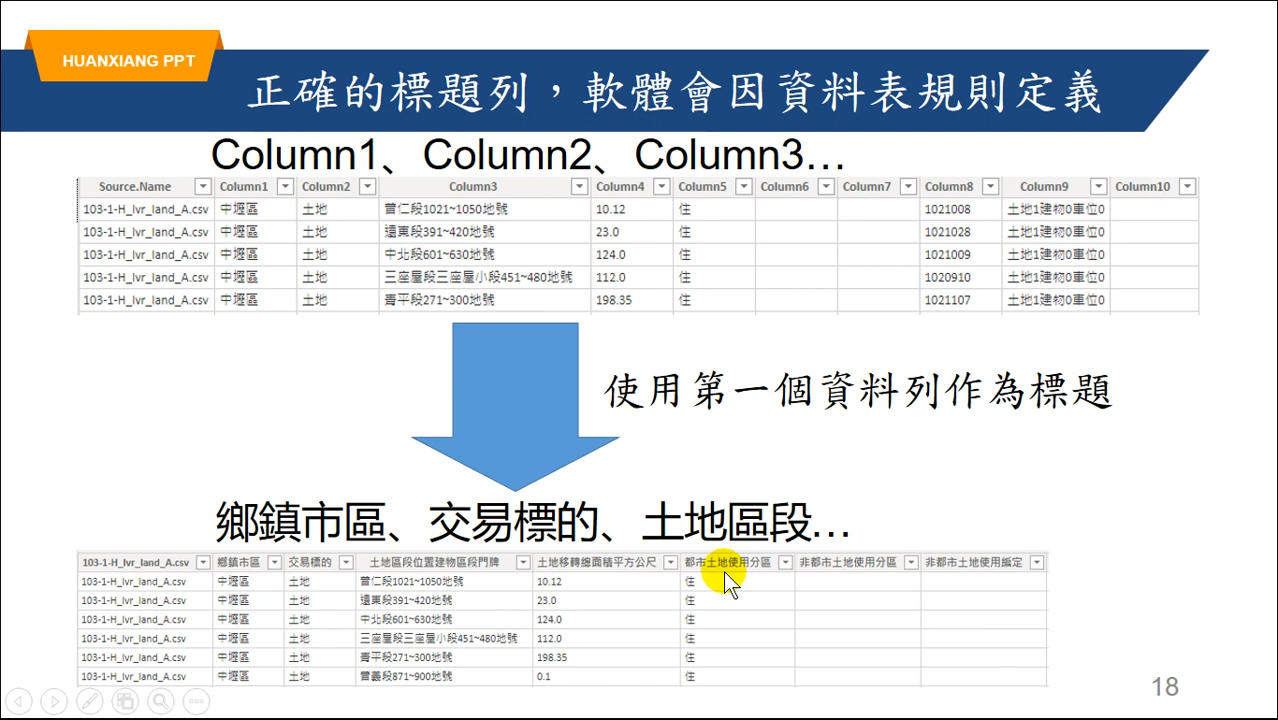 HUANXIANG PPT
正確的標題列，軟體會因資料表規則定義
Column1、Column2、Column3…
Source.Name Column1 Column2 Column3 Column4 Column5 Column6 Column7 Column8 Column9 Column10
103-1-H_lvr_land_A.csv 中壢區 土地 普仁段1021~1050地號 10.12 住 1021008 土地1建物0車位0
103-1-H_lvr_land_A.csv 中壢區 土地 遠東段391~420地號 23.0 住 1021028 土地1建物0車位0
103-1-H_lvr_land_A.csv 中壢區 土地 中北段601~630地號 124.0 住 1021009 土地1建物0車位0
103-1-H_lvr_land_A.csv 中壢區 土地 三座屋段三座屋小段451~480地號 112.0 住 1020910 土地1建物0車位0
103-1-H_lvr_land_A.csv 中壢區 土地 青平段271~300地號 198.35 住 1021107 土地1建物0車位0
使用第一個資料列作為標題
鄉鎮市區、交易標的、土地區段…
103-1-H_lvr_land_A.csv 鄉鎮市區 交易標的 土地區段位置建物區段門牌 土地移轉總面積平方公尺 都市土地使用分區 非都市土地使用分區 非都市土地使用編定
103-1-H_lvr_land_A.csv 中壢區 土地 普仁段1021~1050地號 10.12 住
103-1-H_lvr_land_A.csv 中壢區 土地 遠東段391~420地號 23.0 住
103-1-H_lvr_land_A.csv 中壢區 土地 中北段601~630地號 124.0 住
103-1-H_lvr_land_A.csv 中壢區 土地 三座屋段三座屋小段451~480地號 112.0 住
103-1-H_lvr_land_A.csv 中壢區 土地 青平段271~300地號 198.35 住
103-1-H_lvr_land_A.csv 中壢區 土地 普義段871~900地號 0.1 住
18